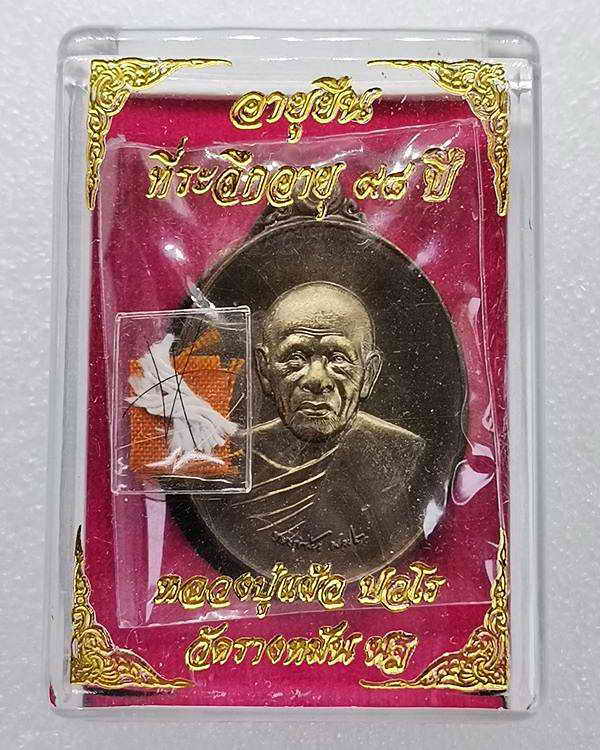 อายุยืน
ที่ระลึกอายุ ๙๘ ปี
หลวงปู่แผ้ว ปวโร
วัดรางหมัน นฐ